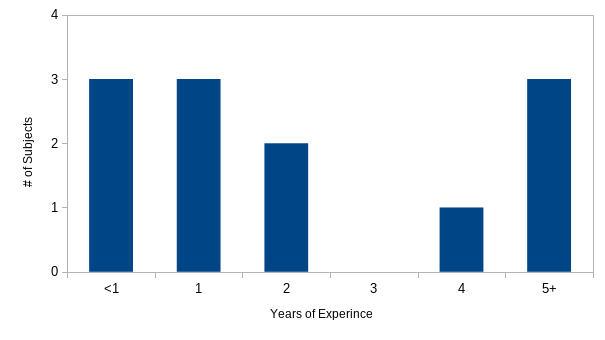 4
3
2
1
0
# of Subjects
<1 1 2 3 4 5+
Years of Experince